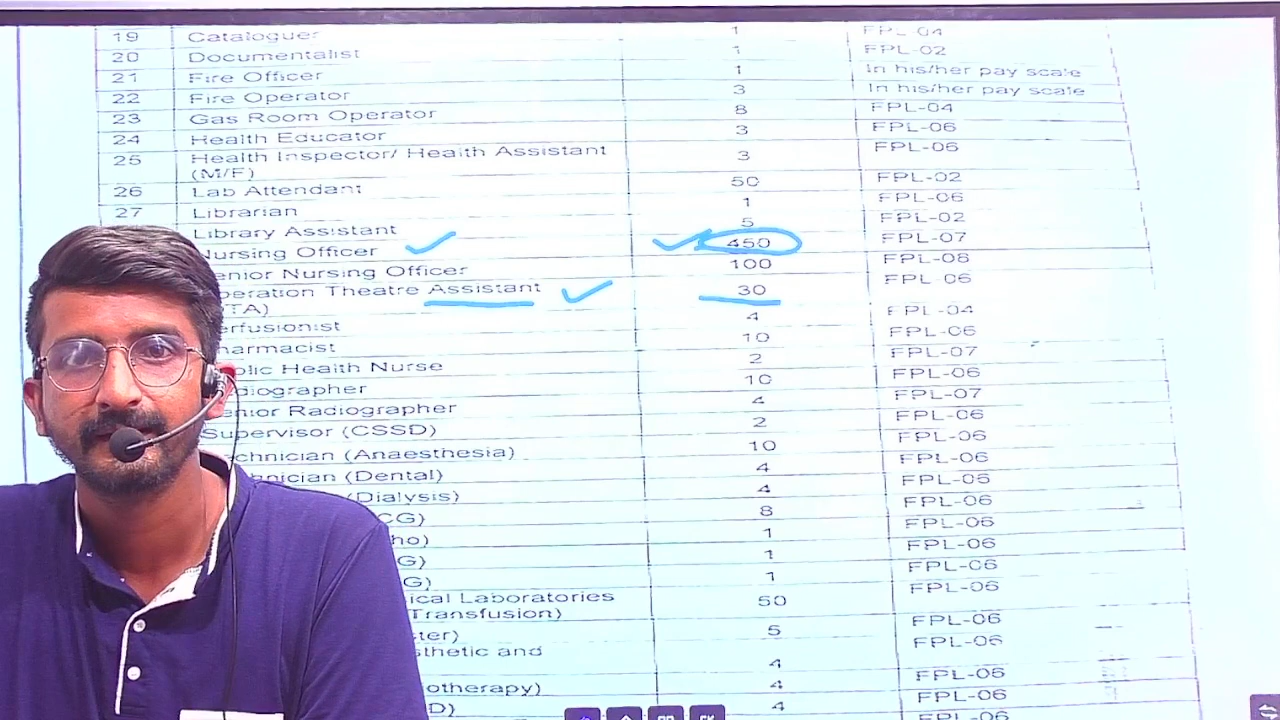 19 Cataloguer 1 FPL-04
20 Documentalist 1 FPL-02
21 Fire Officer 1 In his/her pay scale
22 Fire Operator 3 In his/her pay scale
23 Gas Room Operator 8 FPL-04
24 Health Educator 3 FPL-06
25 Health Inspector/ Health Assistant 3 FPL-06
(M/F)
26 Lab Attendant 50 FPL-02
27 Librarian 1 FPL-06
Library Assistant 5 FPL-02
Nursing Officer 450 FPL-07
enior Nursing Officer 100 FPL-08
peration Theatre Assistant 30 FPL-06
TA)
erfusionist 4 FPL-04
harmacist 10 FPL-06
blic Health Nurse 2 FPL-07
diographer 10 FPL-06
enior Radiographer 4 FPL-07
Supervisor (CSSD) 2 FPL-06
chnician (Anaesthesia) 10 FPL-06
hnician (Dental) 4 FPL-06
(Dialysis) 4 FPL-06
CG) 8 FPL-06
ho) 1 FPL-06
G) 1 FPL-06
G) 1 FPL-06
ical Laboratories 50 FPL-06
Transfusion)
er) 5 FPL-06
sthetic and 4 FPL-06
otherapy) 4 FPL-06
D) 4 FPL-06
FPL-06